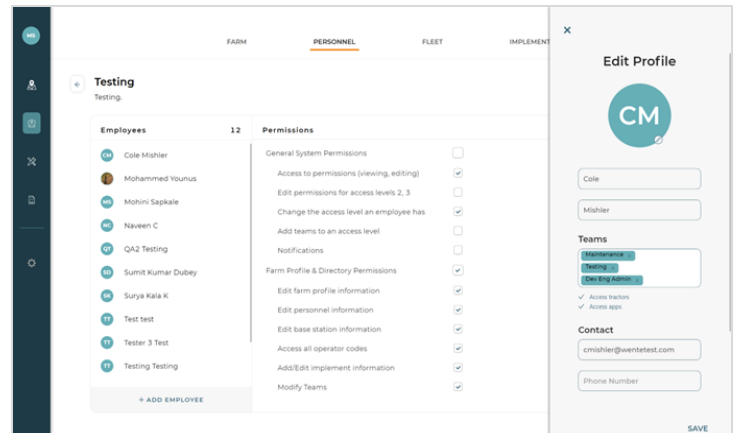 MS
FARM
PERSONNEL
FLEET
IMPLEMENT
Testing
Testing.
Employees 12
CM Cole Mishler
Mohammed Younus
MS Mohini Sapkale
NC Naveen C
QT QA2 Testing
SD Sumit Kumar Dubey
SK Surya Kala K
TT Test test
TT Tester 3 Test
TT Testing Testing
+ ADD EMPLOYEE
Permissions
General System Permissions
Access to permissions (viewing, editing)
Edit permissions for access levels 2, 3
Change the access level an employee has
Add teams to an access level
Notifications
Farm Profile & Directory Permissions
Edit farm profile information
Edit personnel information
Edit base station information
Access all operator codes
Add/Edit implement information
Modify Teams
Edit Profile
CM
Cole
Mishler
Teams
Maintenance
Testing
Dev Eng Admin
Access tractors
Access apps
Contact
cmishler@wentetest.com
Phone Number
SAVE